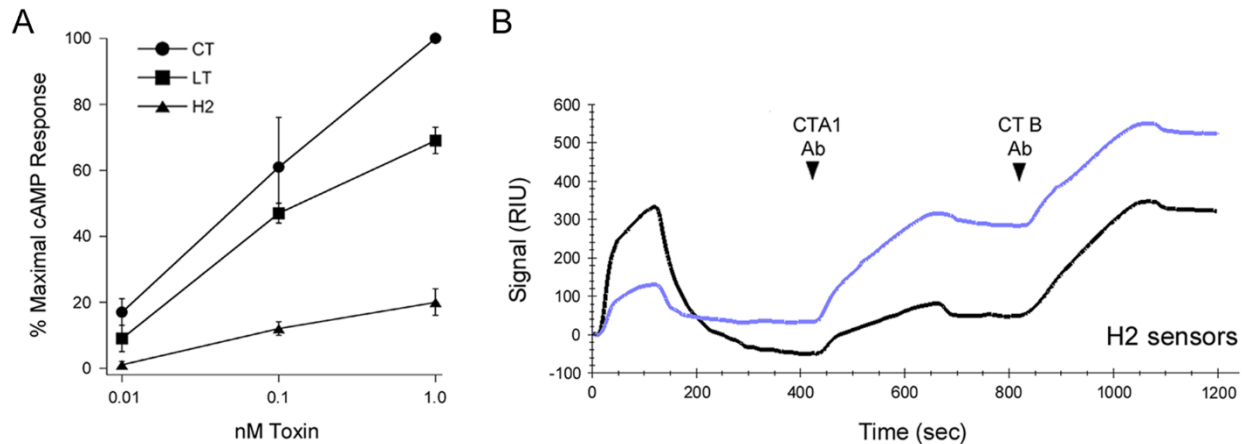 A
% Maximal cAMP Response
100
80
60
40
20
0
CT
LT
H2
0.01
0.1
1.0
nM Toxin
B
Signal (RIU)
600
500
400
300
200
100
0
-100
CTA1
Ab
CT B
Ab
H2 sensors
0
200
400
600
800
1000
1200
Time (sec)